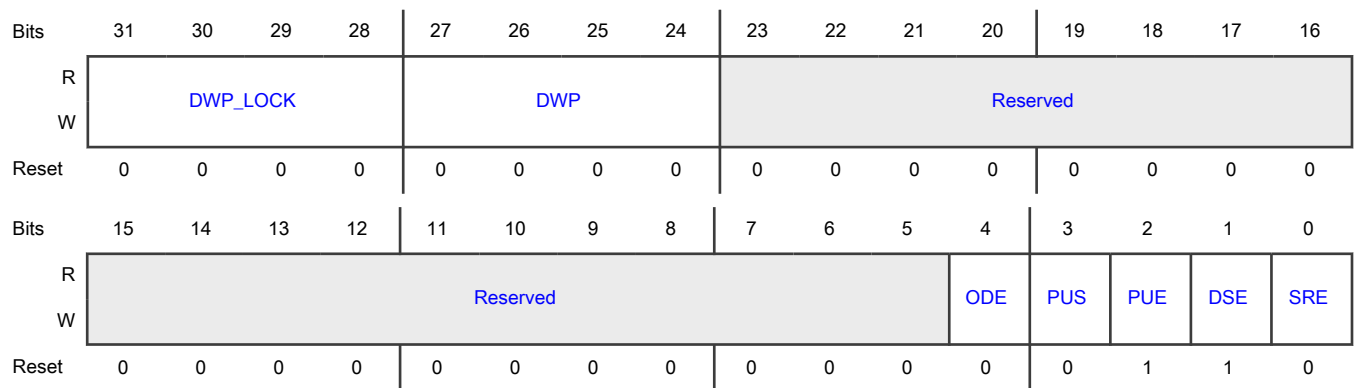 Bits 31 30 29 28 27 26 25 24 23 22 21 20 19 18 17 16
R
DWP_LOCK DWP Reserved
W
Reset 0 0 0 0 0 0 0 0 0 0 0 0 0 0 0 0
Bits 15 14 13 12 11 10 9 8 7 6 5 4 3 2 1 0
R
Reserved ODE PUS PUE DSE SRE
W
Reset 0 0 0 0 0 0 0 0 0 0 0 0 0 1 1 0